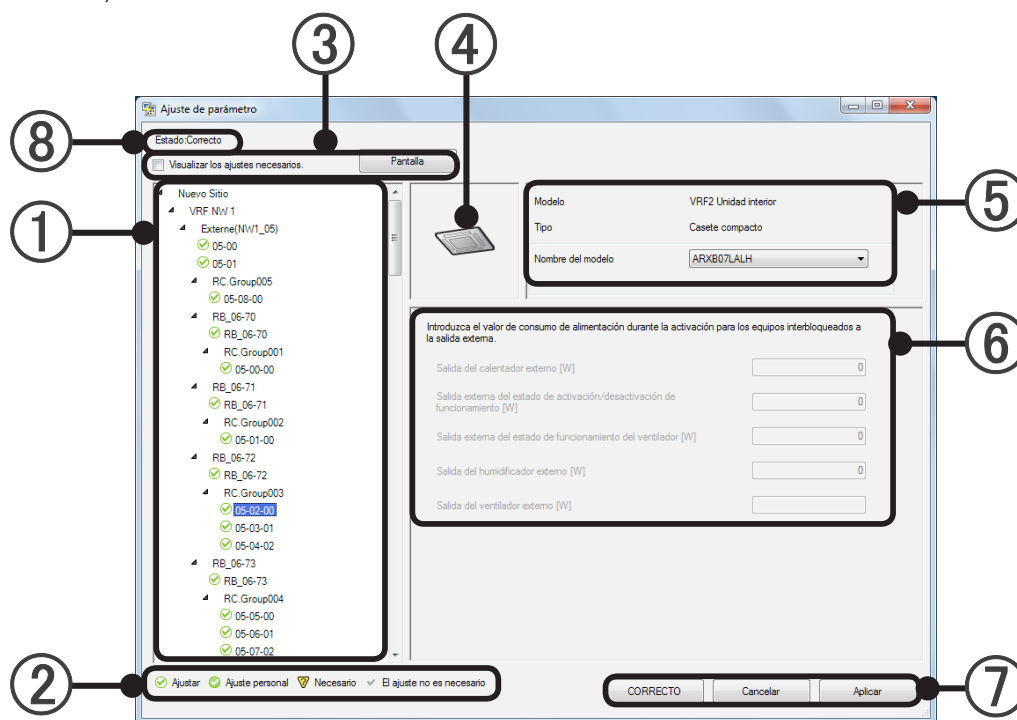 ③
④
Ajuste de parámetro
⑧
Estado:Correcto
Visualizar los ajustes necesarios.
Pantalla
①
Nuevo Sitio
VRF NW 1
Externe(NW1_05)
05-00
05-01
RC.Group005
05-08-00
RB_06-70
RB_06-70
RC.Group001
05-00-00
RB_06-71
RB_06-71
RC.Group002
05-01-00
RB_06-72
RB_06-72
RC.Group003
05-02-00
05-03-01
05-04-02
RB_06-73
RB_06-73
RC.Group004
05-05-00
05-06-01
05-07-02
Modelo VRF2 Unidad interior
Tipo Casete compacto
Nombre del modelo ARXB07LALH
⑤
Introduzca el valor de consumo de alimentación durante la activación para los equipos interbloqueados a
la salida externa.
Salida del calentador externo [W] 0
Salida externa del estado de activación/desactivación de
funcionamiento [W] 0
Salida externa del estado de funcionamiento del ventilador [W] 0
Salida del humidificador externo [W] 0
Salida del ventilador externo [W]
⑥
②
Ajustar Ajuste personal Necesario El ajuste no es necesario
CORRECTO Cancelar Aplicar
⑦